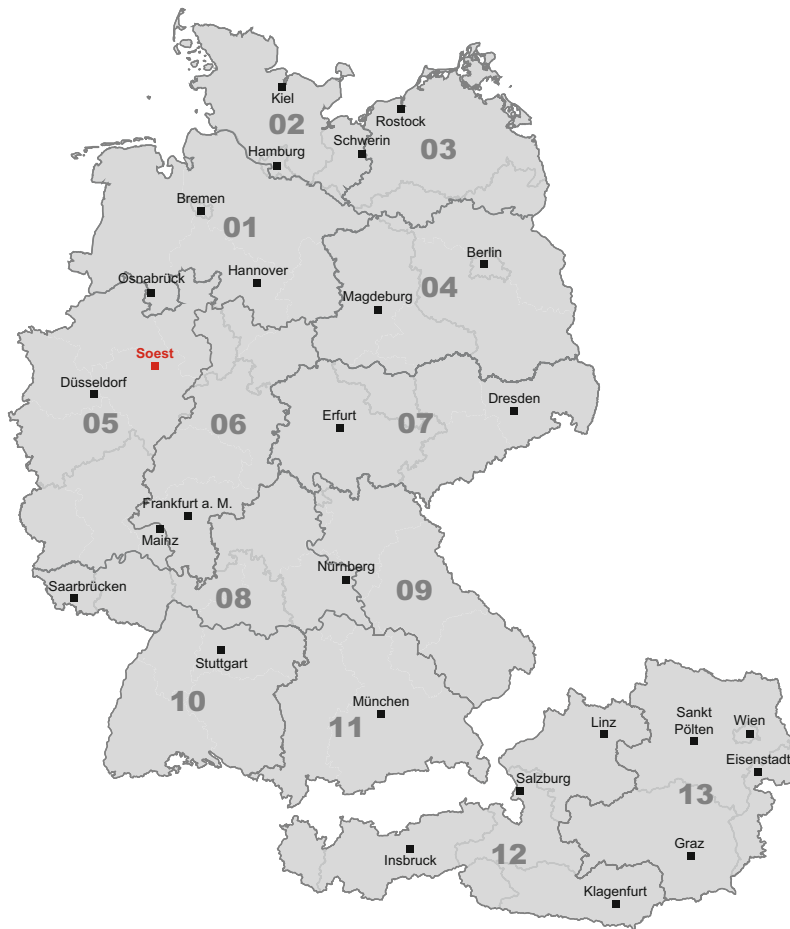 Kiel
02
Rostock
Schwerin
03
Hamburg
Bremen
01
Berlin
Osnabrück
Hannover
04
Magdeburg
Soest
Düsseldorf
05
06
Erfurt
07
Dresden
Frankfurt a. M.
Mainz
Nürnberg
Saarbrücken
08
09
Stuttgart
10
München
11
Linz
Sankt
Pölten
Wien
Eisenstadt
Salzburg
13
Graz
12
Insbruck
Klagenfurt